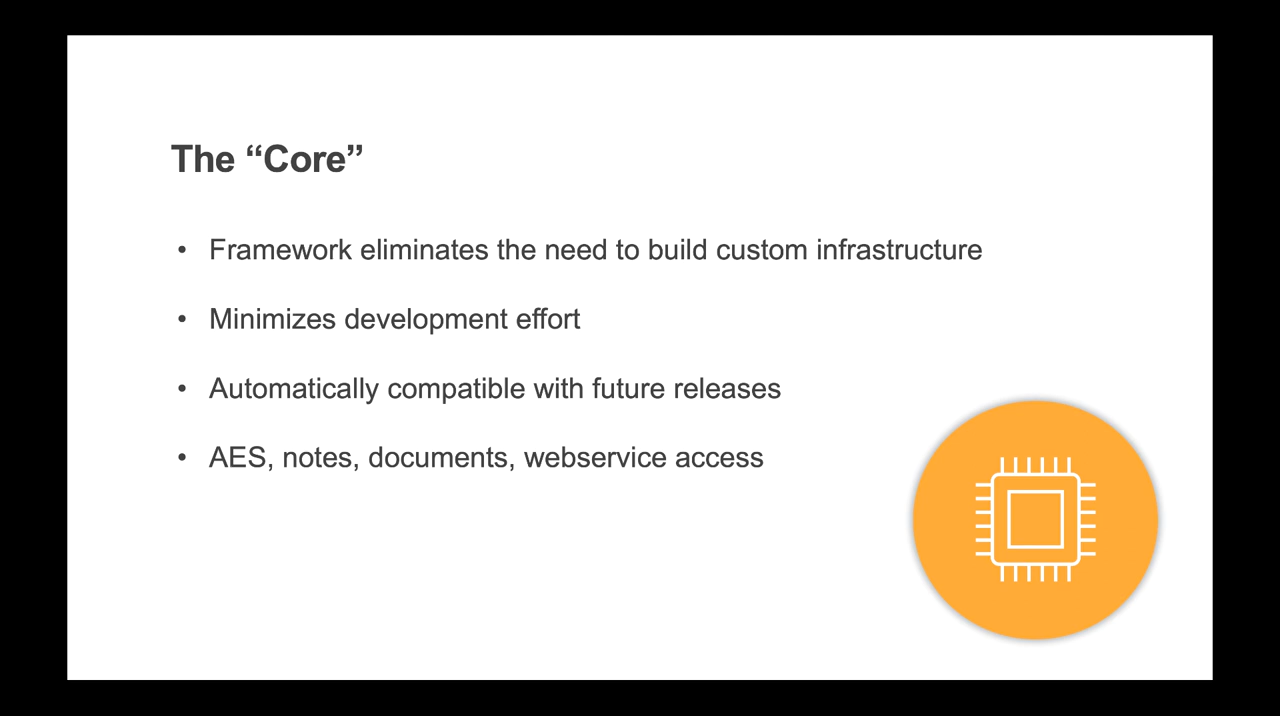 The “Core”
• Framework eliminates the need to build custom infrastructure
• Minimizes development effort
• Automatically compatible with future releases
• AES, notes, documents, webservice access